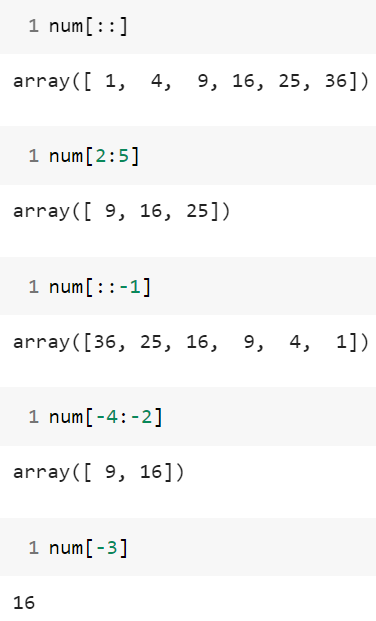 1 num[::]
array([ 1,  4,  9, 16, 25, 36])
1 num[2:5]
array([ 9, 16, 25])
1 num[::-1]
array([36, 25, 16,  9,  4,  1])
1 num[-4:-2]
array([ 9, 16])
1 num[-3]
16